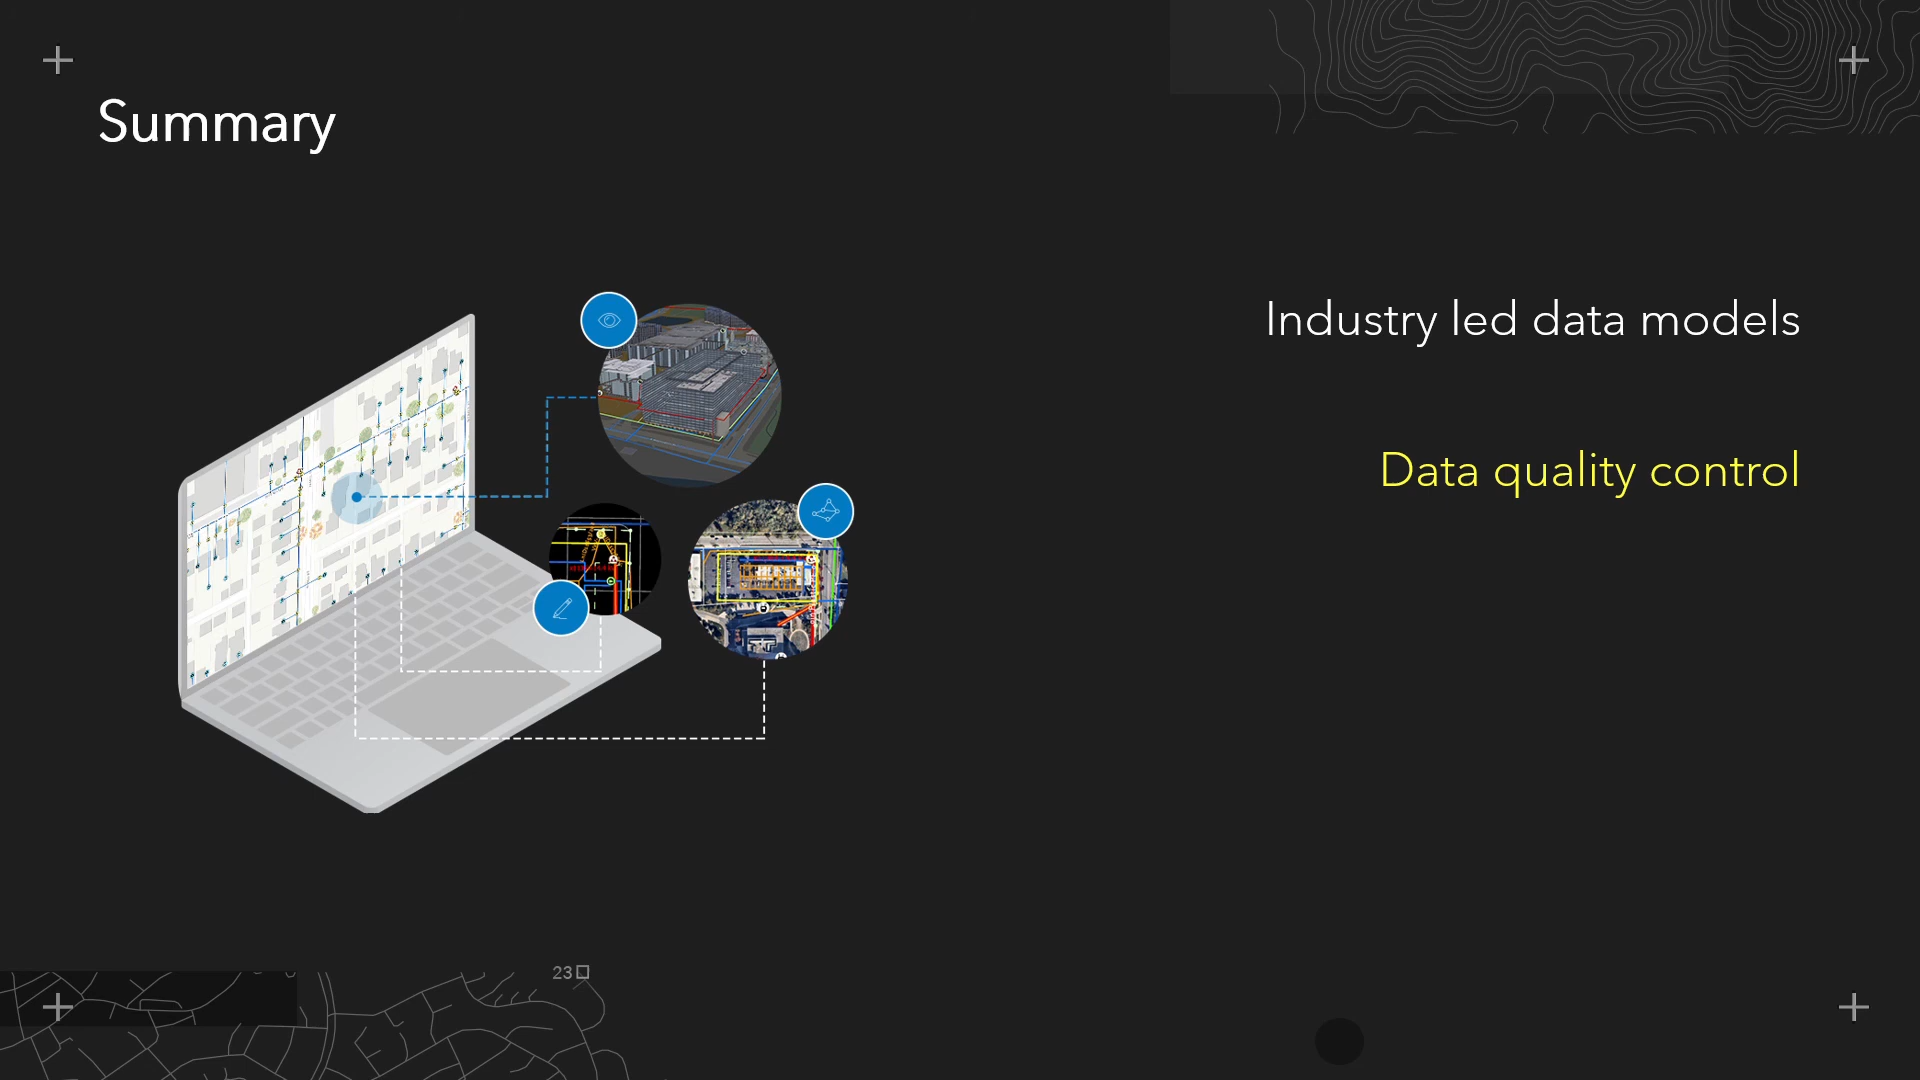 Summary
Industry led data models
Data quality control
23